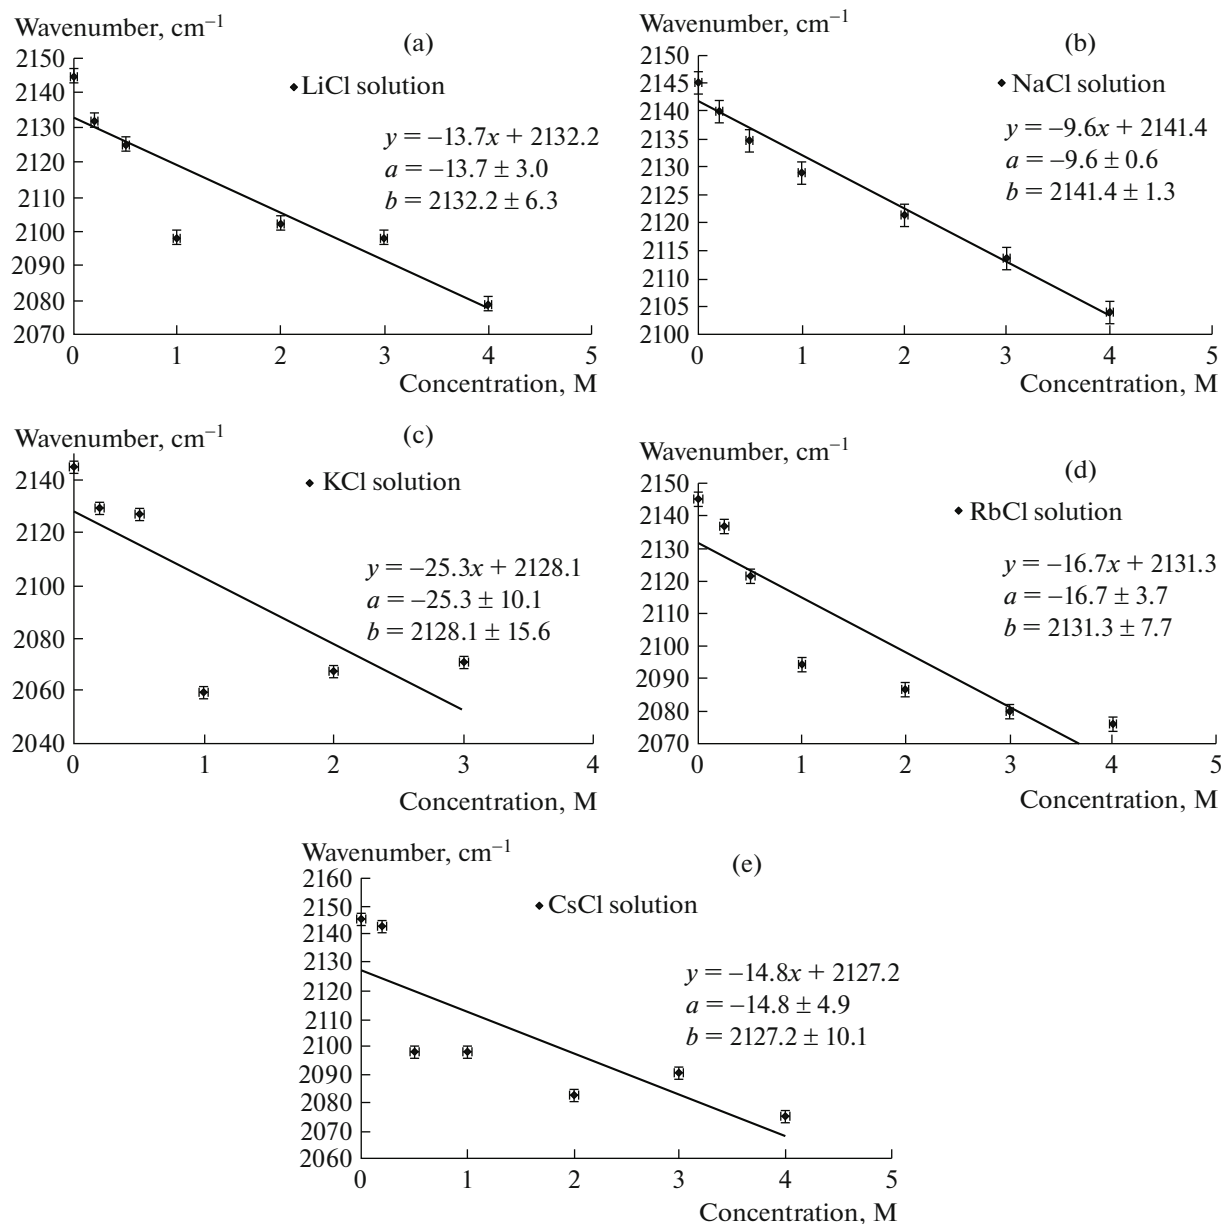 Wavenumber, cm⁻¹
(a)
2150
2140
2130
2120
2110
2100
2090
2080
2070
LiCl solution
y = –13.7x + 2132.2
a = –13.7 ± 3.0
b = 2132.2 ± 6.3
0 1 2 3 4 5
Concentration, M
Wavenumber, cm⁻¹
(b)
2150
2145
2140
2135
2130
2125
2120
2115
2110
2105
2100
NaCl solution
y = –9.6x + 2141.4
a = –9.6 ± 0.6
b = 2141.4 ± 1.3
0 1 2 3 4 5
Concentration, M
Wavenumber, cm⁻¹
(c)
2140
2120
2100
2080
2060
2040
KCl solution
y = –25.3x + 2128.1
a = –25.3 ± 10.1
b = 2128.1 ± 15.6
0 1 2 3 4
Concentration, M
Wavenumber, cm⁻¹
(d)
2150
2140
2130
2120
2110
2100
2090
2080
2070
RbCl solution
y = –16.7x + 2131.3
a = –16.7 ± 3.7
b = 2131.3 ± 7.7
0 1 2 3 4 5
Concentration, M
Wavenumber, cm⁻¹
(e)
2160
2150
2140
2130
2120
2110
2100
2090
2080
2070
2060
CsCl solution
y = –14.8x + 2127.2
a = –14.8 ± 4.9
b = 2127.2 ± 10.1
0 1 2 3 4 5
Concentration, M